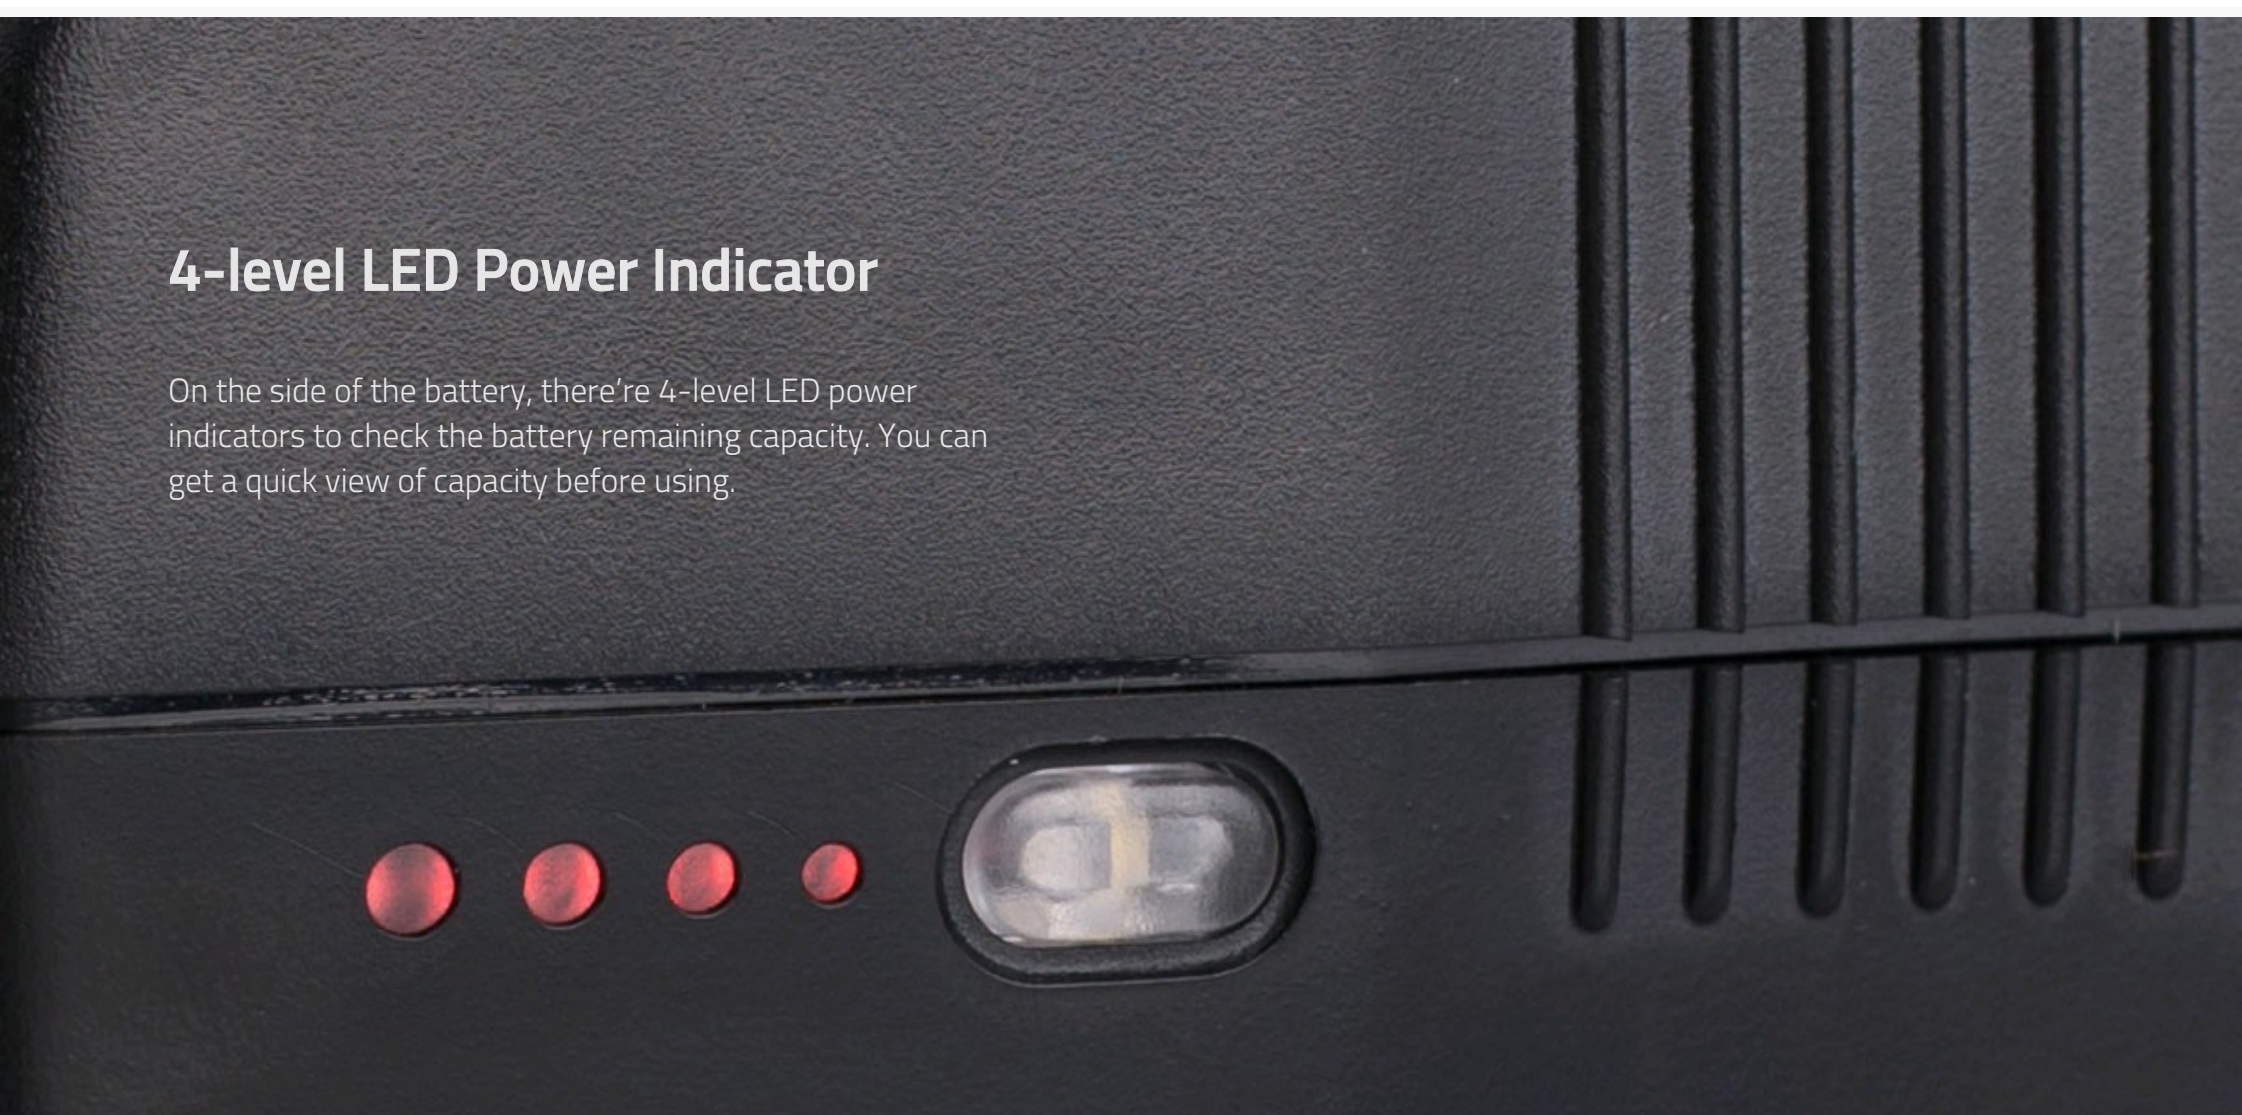 4-level LED Power Indicator
On the side of the battery, there’re 4-level LED power
indicators to check the battery remaining capacity. You can
get a quick view of capacity before using.